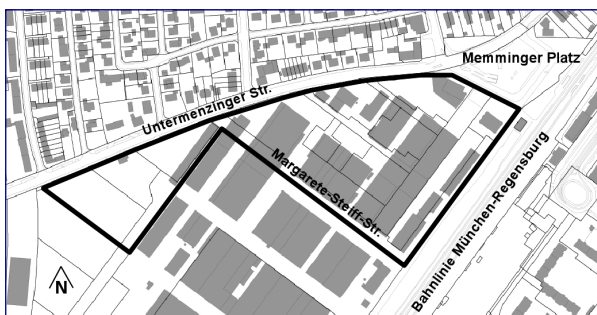 Memminger Platz
Untermenzinger Str.
Margarete-Steiff-Str.
Bahnlinie München-Regensburg
N